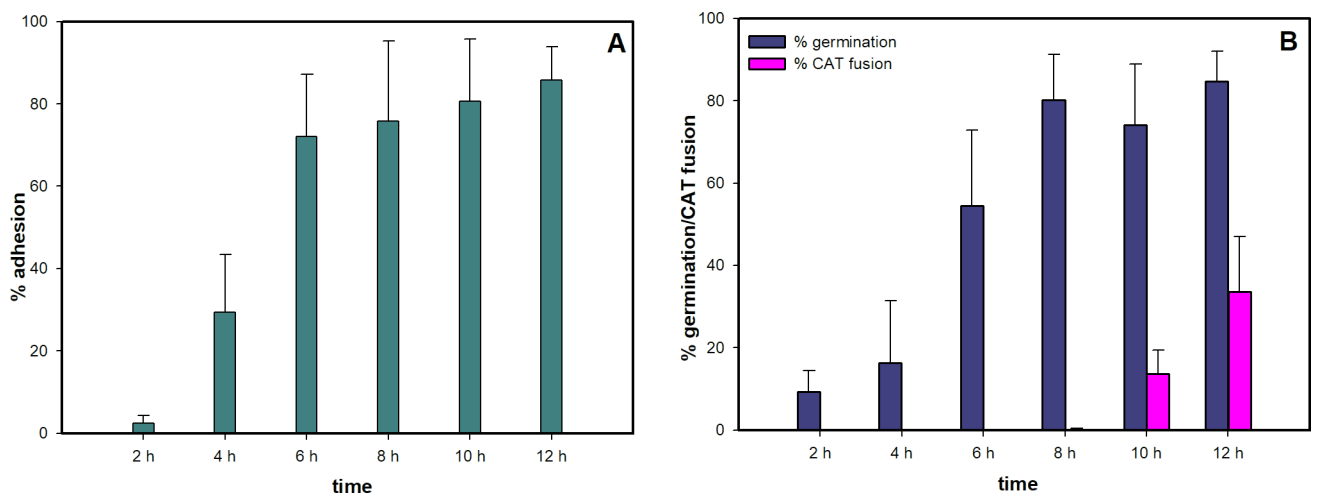 A
% adhesion
100
80
60
40
20
0
2 h 4 h 6 h 8 h 10 h 12 h
time
B
% germination
% CAT fusion
% germination/CAT fusion
100
80
60
40
20
0
2 h 4 h 6 h 8 h 10 h 12 h
time